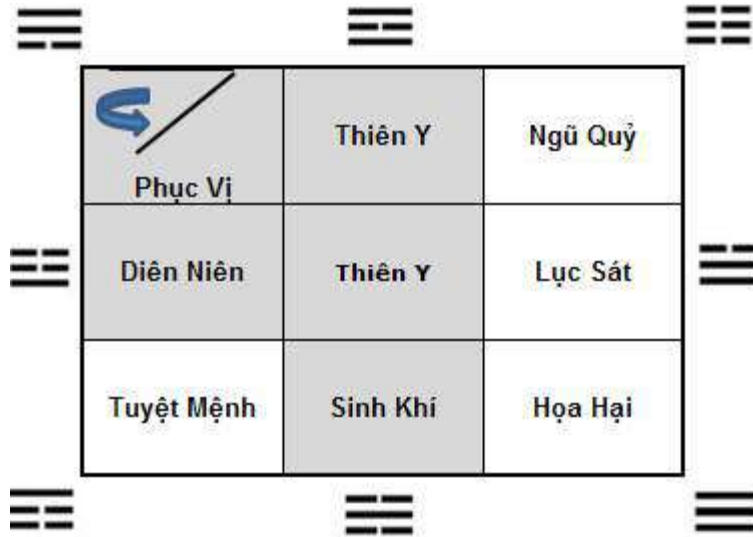 Phục Vị
Thiên Y
Ngũ Quỷ
Diên Niên
Thiên Y
Lục Sát
Tuyệt Mệnh
Sinh Khí
Họa Hại